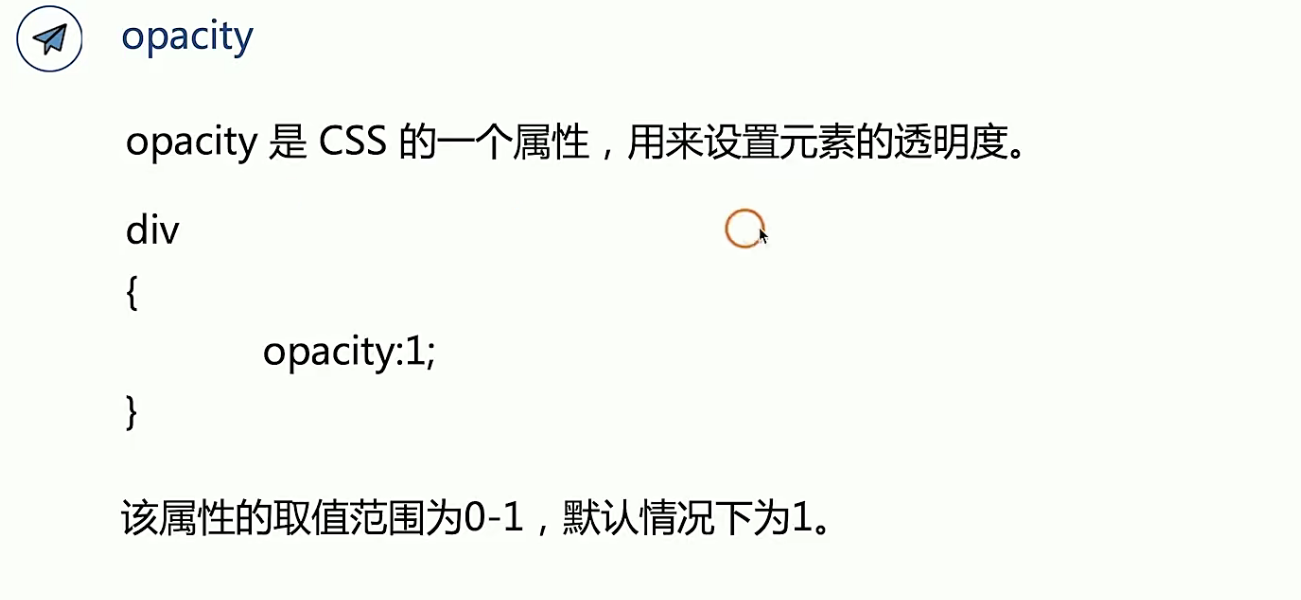 opacity
opacity 是 CSS 的一个属性，用来设置元素的透明度。
div
{
opacity:1;
}
该属性的取值范围为0-1，默认情况下为1。